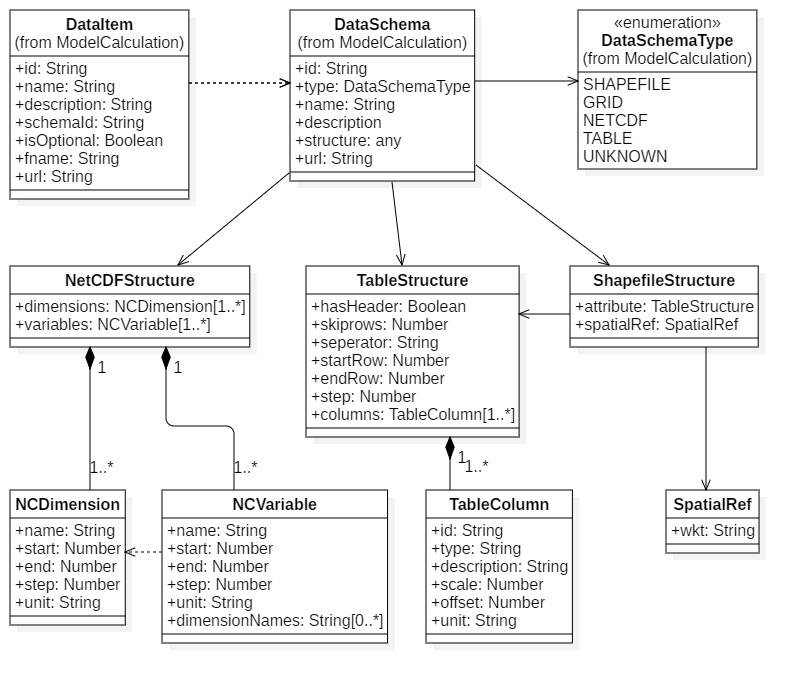 DataItem
(from ModelCalculation)
+id: String
+name: String
+description: String
+schemaId: String
+isOptional: Boolean
+fname: String
+url: String
DataSchema
(from ModelCalculation)
+id: String
+type: DataSchemaType
+name: String
+description
+structure: any
+url: String
«enumeration»
DataSchemaType
(from ModelCalculation)
SHAPEFILE
GRID
NETCDF
TABLE
UNKNOWN
NetCDFStructure
+dimensions: NCDimension[1..*]
+variables: NCVariable[1..*]
1
1
1..*
1..*
TableStructure
+hasHeader: Boolean
+skiprows: Number
+seperator: String
+startRow: Number
+endRow: Number
+step: Number
+columns: TableColumn[1..*]
1
1..*
ShapefileStructure
+attribute: TableStructure
+spatialRef: SpatialRef
NCDimension
+name: String
+start: Number
+end: Number
+step: Number
+unit: String
NCVariable
+name: String
+start: Number
+end: Number
+step: Number
+unit: String
+dimensionNames: String[0..*]
TableColumn
+id: String
+type: String
+description: String
+scale: Number
+offset: Number
+unit: String
SpatialRef
+wkt: String